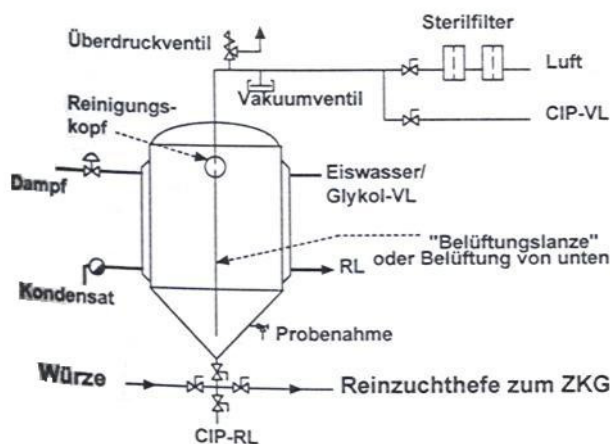 Überdruckventil
Sterilfilter
Luft
Vakuumventil
CIP-VL
Reinigungs-
kopf
Dampf
Eiswasser/
Glykol-VL
"Belüftungslanze"
oder Belüftung von unten
RL
Kondensat
Probenahme
Würze
Reinzuchthefe zum ZKG
CIP-RL